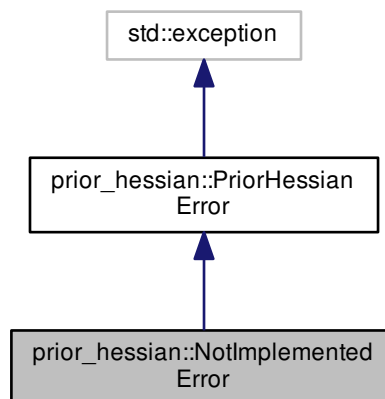 std::exception
prior_hessian::PriorHessian
Error
prior_hessian::NotImplemented
Error